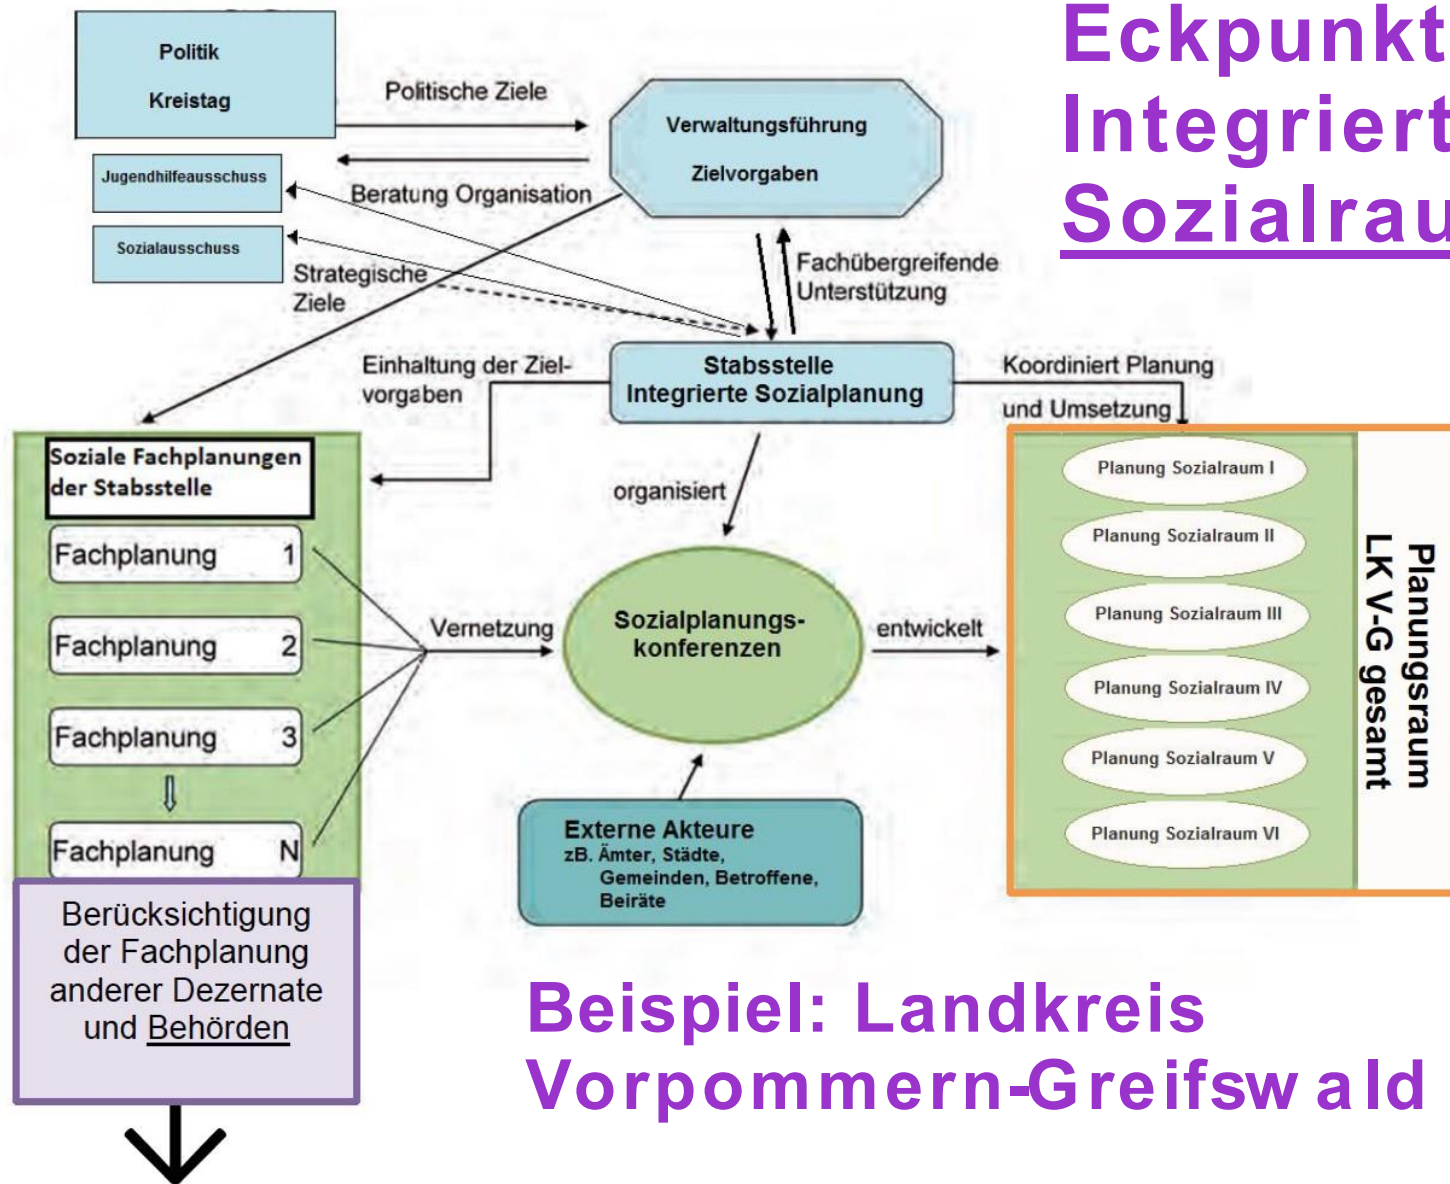 Eckpunkt
Integriert
Sozialrau
Politik
Kreistag
Politische Ziele
Verwaltungsführung
Zielvorgaben
Jugendhilfeausschuss
Beratung Organisation
Sozialausschuss
Strategische
Ziele
Fachübergreifende
Unterstützung
Einhaltung der Ziel-
vorgaben
Stabsstelle
Integrierte Sozialplanung
Koordiniert Planung
und Umsetzung
Soziale Fachplanungen
der Stabsstelle
Fachplanung 1
Fachplanung 2
Fachplanung 3
Fachplanung N
organisiert
Vernetzung
Sozialplanungs-
konferenzen
entwickelt
Planung Sozialraum I
Planung Sozialraum II
Planung Sozialraum III
Planung Sozialraum IV
Planung Sozialraum V
Planung Sozialraum VI
Planungsraum
LK V-G gesamt
Externe Akteure
zB. Ämter, Städte,
Gemeinden, Betroffene,
Beiräte
Berücksichtigung
der Fachplanung
anderer Dezernate
und Behörden
Beispiel: Landkreis
Vorpommern-Greifswald